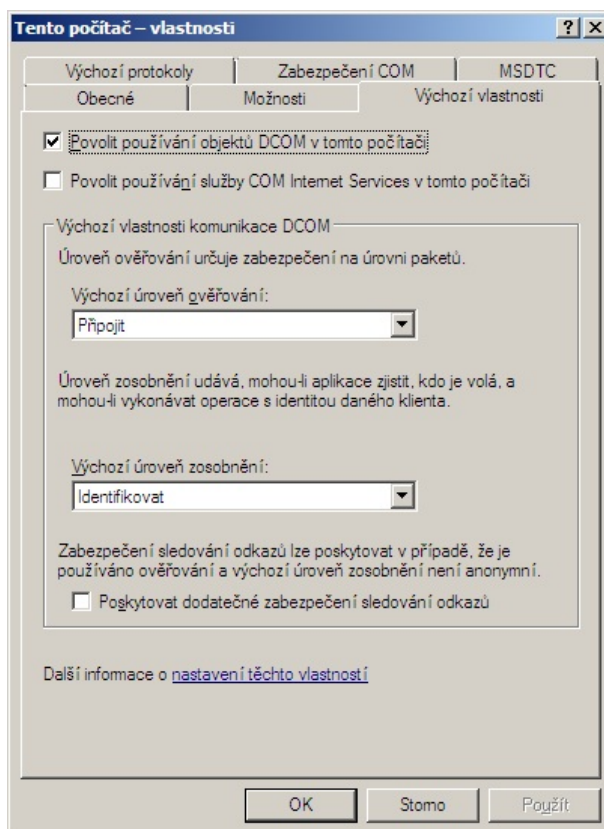 Tento počítač – vlastnosti
Výchozí protokoly Zabezpečení COM MSDTC
Obecné Možnosti Výchozí vlastnosti
Povolit používání objektů DCOM v tomto počítači
Povolit používání služby COM Internet Services v tomto počítači
Výchozí vlastnosti komunikace DCOM
Úroveň ověřování určuje zabezpečení na úrovni paketů.
Výchozí úroveň ověřování:
Připojit
Úroveň zosobnění udává, mohou-li aplikace zjistit, kdo je volá, a
mohou-li vykonávat operace s identitou daného klienta.
Výchozí úroveň zosobnění:
Identifikovat
Zabezpečení sledování odkazů lze poskytovat v případě, že je
používáno ověřování a výchozí úroveň zosobnění není anonymní.
Poskytovat dodatečné zabezpečení sledování odkazů
Další informace o nastavení těchto vlastností
OK Storno Použít